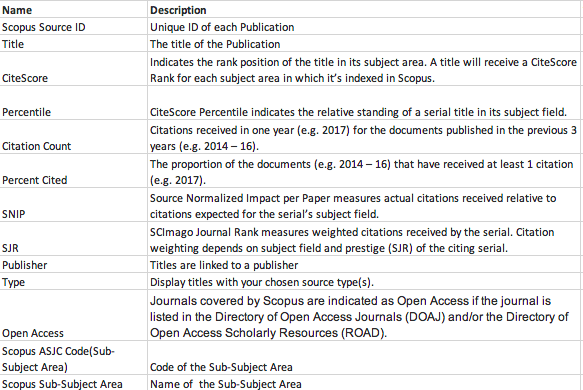 Name Description
Scopus Source ID Unique ID of each Publication
Title The title of the Publication
Indicates the rank position of the title in its subject area. A title will receive a CiteScore
CiteScore Rank for each subject area in which it's indexed in Scopus.
Percentile CiteScore Percentile indicates the relative standing of a serial title in its subject field.
Citations received in one year (e.g. 2017) for the documents published in the previous 3
Citation Count years (e.g. 2014 – 16).
The proportion of the documents (e.g. 2014 – 16) that have received at least 1 citation
Percent Cited (e.g. 2017).
Source Normalized Impact per Paper measures actual citations received relative to
SNIP citations expected for the serial's subject field.
SCImago Journal Rank measures weighted citations received by the serial. Citation
SJR weighting depends on subject field and prestige (SJR) of the citing serial.
Publisher Titles are linked to a publisher
Type Display titles with your chosen source type(s).
Journals covered by Scopus are indicated as Open Access if the journal is
listed in the Directory of Open Access Journals (DOAJ) and/or the Directory of
Open Access Open Access Scholarly Resources (ROAD).
Scopus ASJC Code(Sub-
Subject Area) Code of the Sub-Subject Area
Scopus Sub-Subject Area Name of the Sub-Subject Area